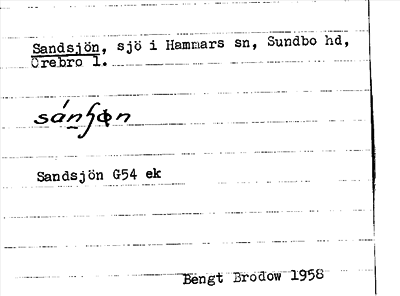 Sandsjön, sjö i Hammars sn, Sundbo hd,
Örebro l.
Sandsjön G54 ek
Bengt Brodow 1958